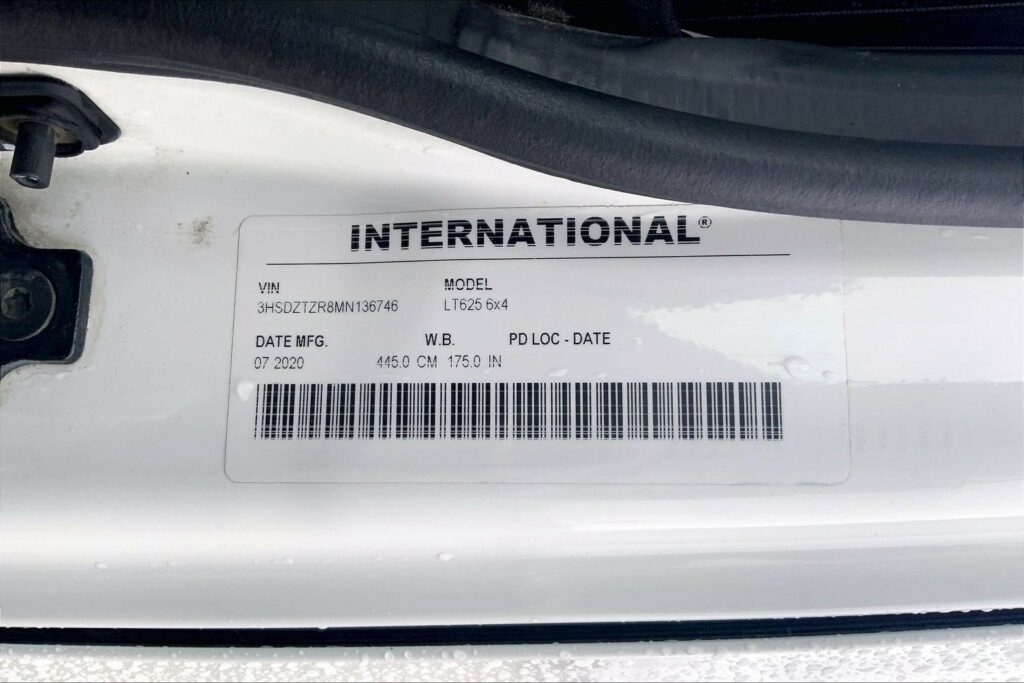 INTERNATIONAL®
VIN MODEL
3HSDZTZR8MN136746 LT625 6x4
DATE MFG. W.B. PD LOC - DATE
07 2020 445.0 CM 175.0 IN